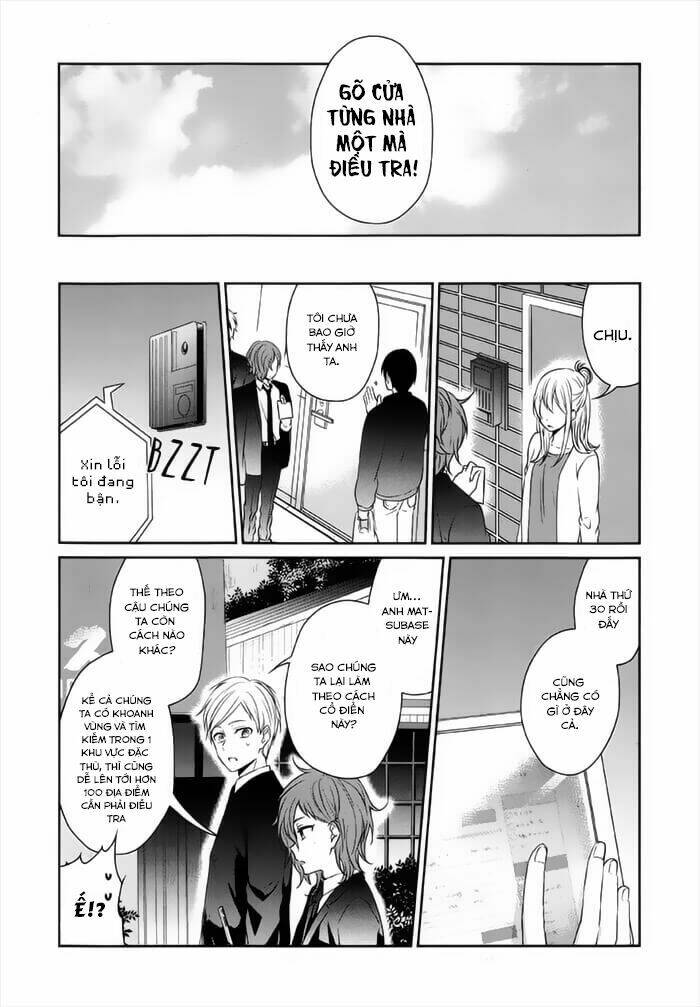 GÕ CỬA
TỪNG NHÀ
MỘT MÀ
ĐIỀU TRA!
CHỊU.
TÔI CHƯA
BAO GIỜ
THẤY ANH
TA.
BZZT
Xin lỗi
tôi đang
bận.
NHÀ THỨ
30 RỒI
ĐẤY
CŨNG
CHẲNG CÓ
GÌ Ở ĐÂY
CẢ.
ƯM...
ANH MAT-
SUBASE
NÀY
SAO CHÚNG
TA LẠI LÀM
THEO CÁCH
CỔ ĐIỂN
NÀY?
THẾ THEO
CẬU CHÚNG
TA CÒN
CÁCH NÀO
KHÁC?
KỂ CẢ CHÚNG
TA CÓ KHOANH
VÙNG VÀ TÌM
KIẾM TRONG 1
KHU VỰC ĐẶC
THÙ, THÌ CŨNG
DỄ LÊN TỚI HƠN
100 ĐỊA ĐIỂM
CẦN PHẢI ĐIỀU
TRA
Ế!?